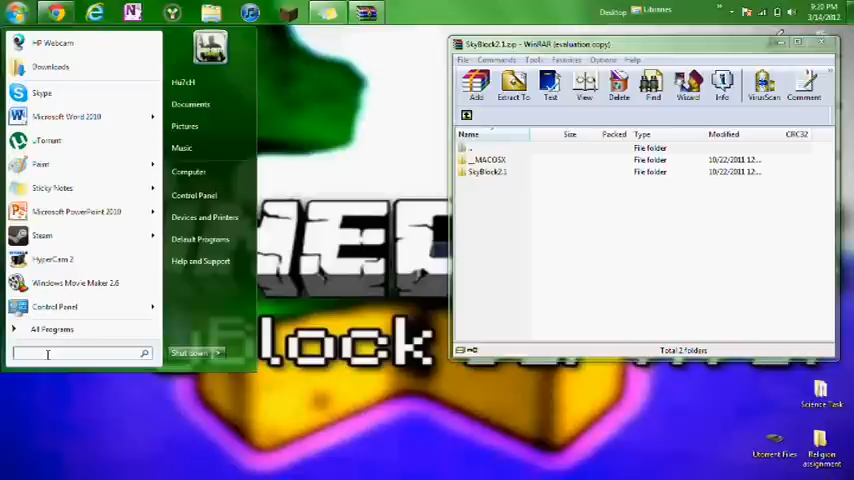 Desktop
Libraries
9:20 PM
3/14/2012
HP Webcam
Downloads
Skype
Microsoft Word 2010
uTorrent
Paint
Sticky Notes
Microsoft PowerPoint 2010
Steam
HyperCam 2
Windows Movie Maker 2.6
Control Panel
All Programs
Hu7cH
Documents
Pictures
Music
Computer
Control Panel
Devices and Printers
Default Programs
Help and Support
Shut down
SkyBlock2.1.zip - WinRAR (evaluation copy)
File Commands Tools Favorites Options Help
Add Extract To Test View Delete Find Wizard Info VirusScan Comment
Name Size Packed Type Modified CRC32
.. File folder
__MACOSX File folder 10/22/2011 12...
SkyBlock2.1 File folder 10/22/2011 12...
Total 2 folders
Science Task
Utorrent Files
Religion
assignment